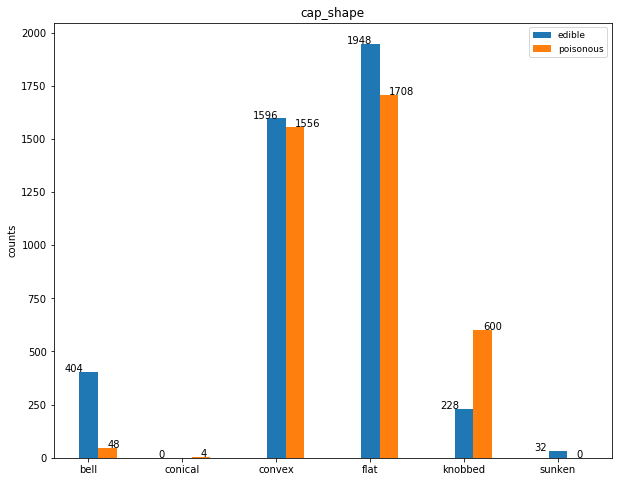 cap_shape
edible
poisonous
counts
2000
1750
1500
1250
1000
750
500
250
0
404
48
0
4
1596
1556
1948
1708
228
600
32
0
bell
conical
convex
flat
knobbed
sunken